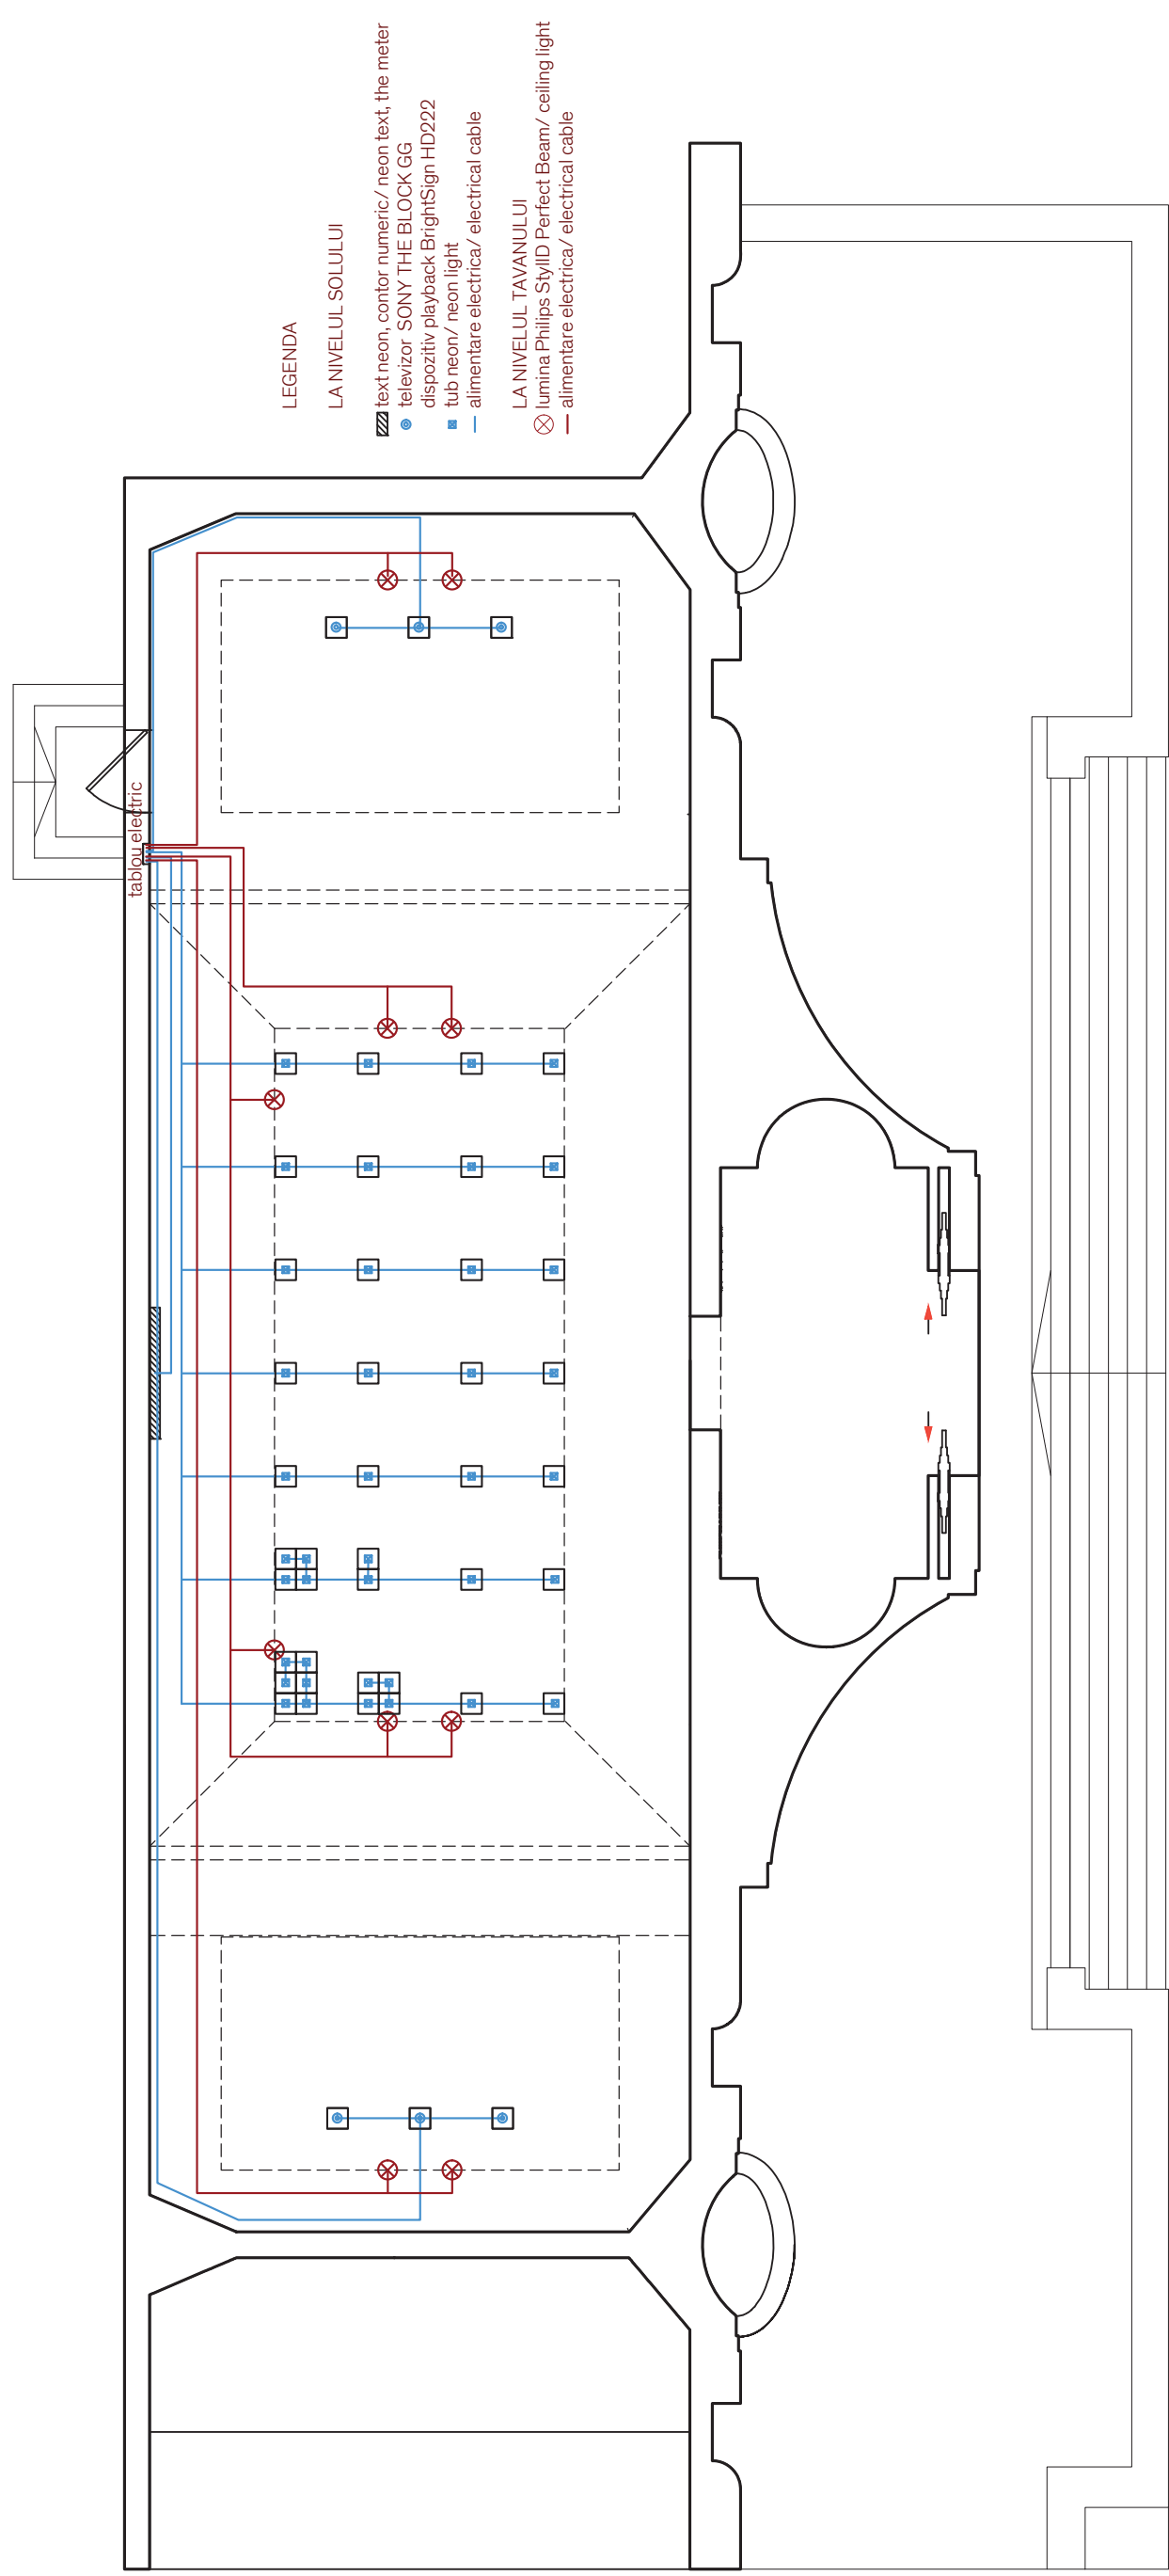 LEGENDA
LA NIVELUL SOLULUI
text neon, contor numeric/ neon text, the meter
televizor SONY THE BLOCK GG
dispozitiv playback BrightSign HD222
tub neon/ neon light
alimentare electrica/ electrical cable
LA NIVELUL TAVANULUI
lumina Philips StylID Perfect Beam/ ceiling light
alimentare electrica/ electrical cable
tablou electric